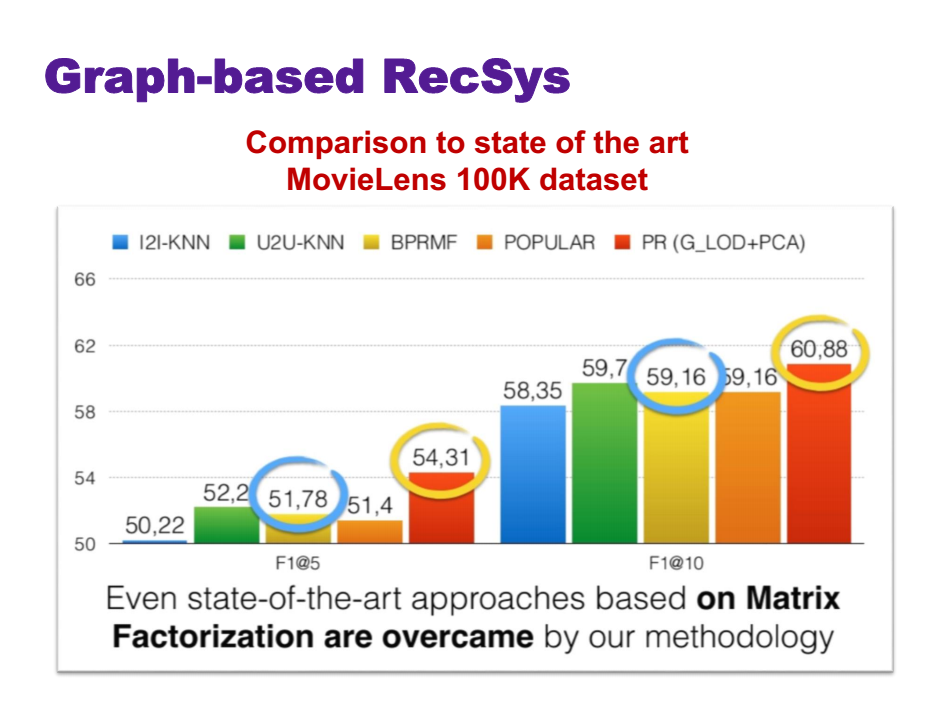 Graph-based RecSys
Comparison to state of the art
MovieLens 100K dataset
I2I-KNN U2U-KNN BPRMF POPULAR PR (G_LOD+PCA)
66
62
58
54
50
50,22
52,2
51,78
51,4
54,31
58,35
59,7
59,16
59,16
60,88
F1@5
F1@10
Even state-of-the-art approaches based on Matrix
Factorization are overcame by our methodology